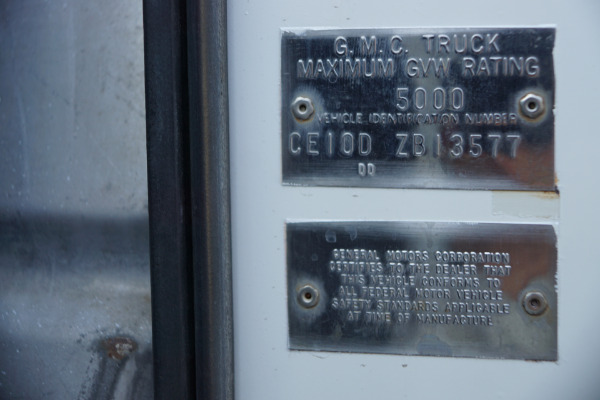 G.M.C. TRUCK
MAXIMUM GVW RATING
5000
VEHICLE IDENTIFICATION NUMBER
CE10D ZB13577
DD
GENERAL MOTORS CORPORATION
CERTIFIES TO THE DEALER THAT
THIS VEHICLE CONFORMS TO
ALL FEDERAL MOTOR VEHICLE
SAFETY STANDARDS APPLICABLE
AT TIME OF MANUFACTURE